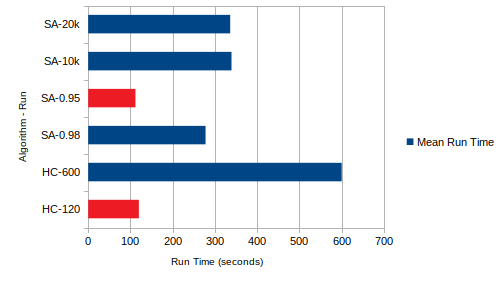 SA-20k
SA-10k
SA-0.95
SA-0.98
HC-600
HC-120
Algorithm - Run
0 100 200 300 400 500 600 700
Run Time (seconds)
Mean Run Time